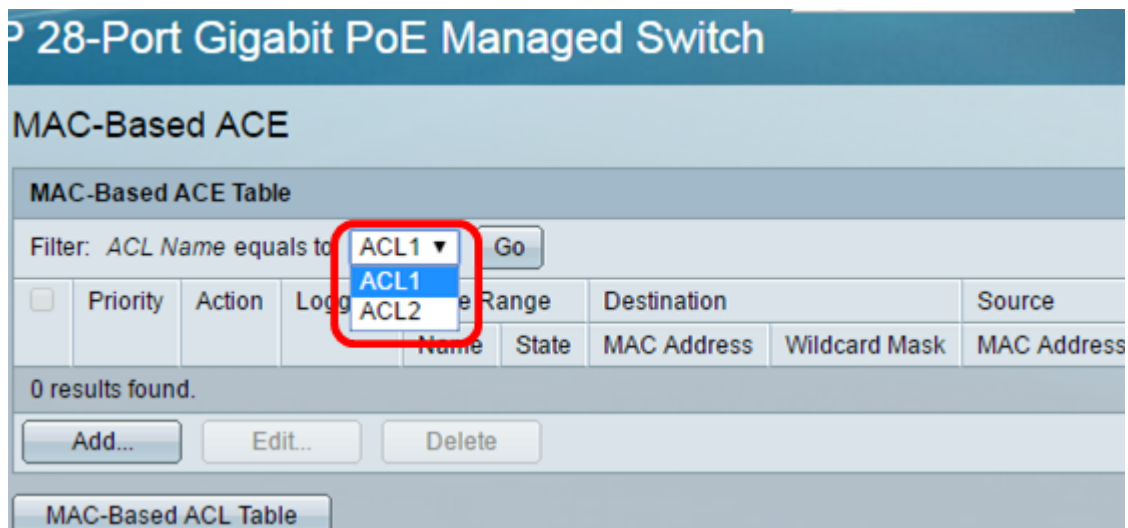 P 28-Port Gigabit PoE Managed Switch
MAC-Based ACE
MAC-Based ACE Table
Filter: ACL Name equals to ACL1 Go
ACL1
ACL2
Priority Action Logg e Range Destination Source
Name State MAC Address Wildcard Mask MAC Address
0 results found.
Add... Edit... Delete
MAC-Based ACL Table